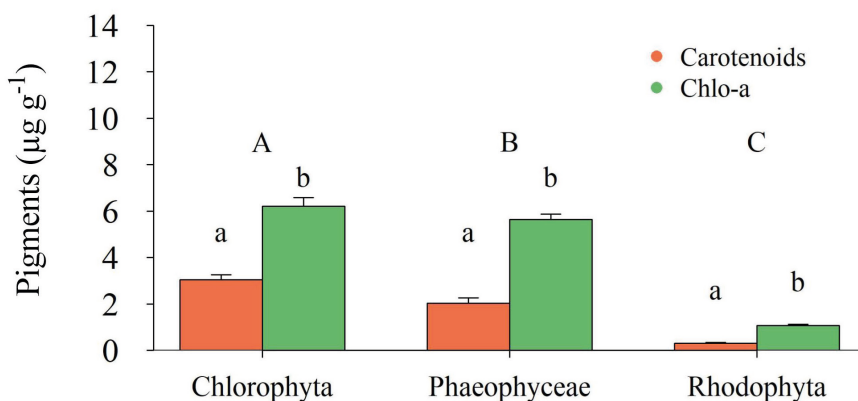 Pigments (µg g⁻¹)
14
12
10
8
6
4
2
0
Carotenoids
Chlo-a
A
B
C
a
b
a
b
a
b
Chlorophyta
Phaeophyceae
Rhodophyta